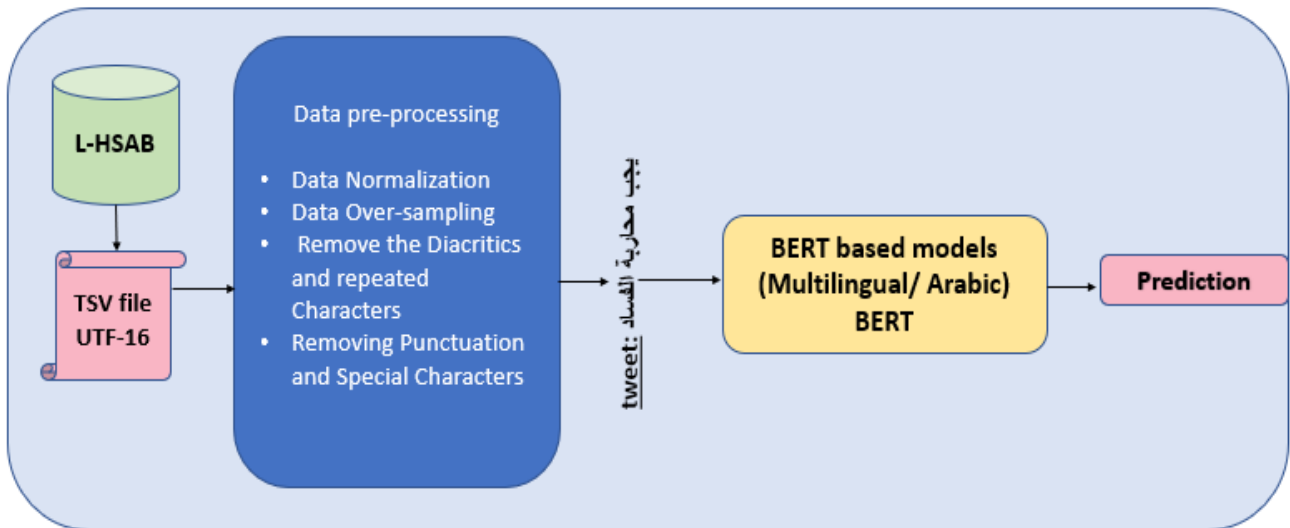 L-HSAB
TSV file
UTF-16
Data pre-processing
• Data Normalization
• Data Over-sampling
• Remove the Diacritics
and repeated
Characters
• Removing Punctuation
and Special Characters
tweet: يجب محاربة الفساد
BERT based models
(Multilingual/ Arabic)
BERT
Prediction